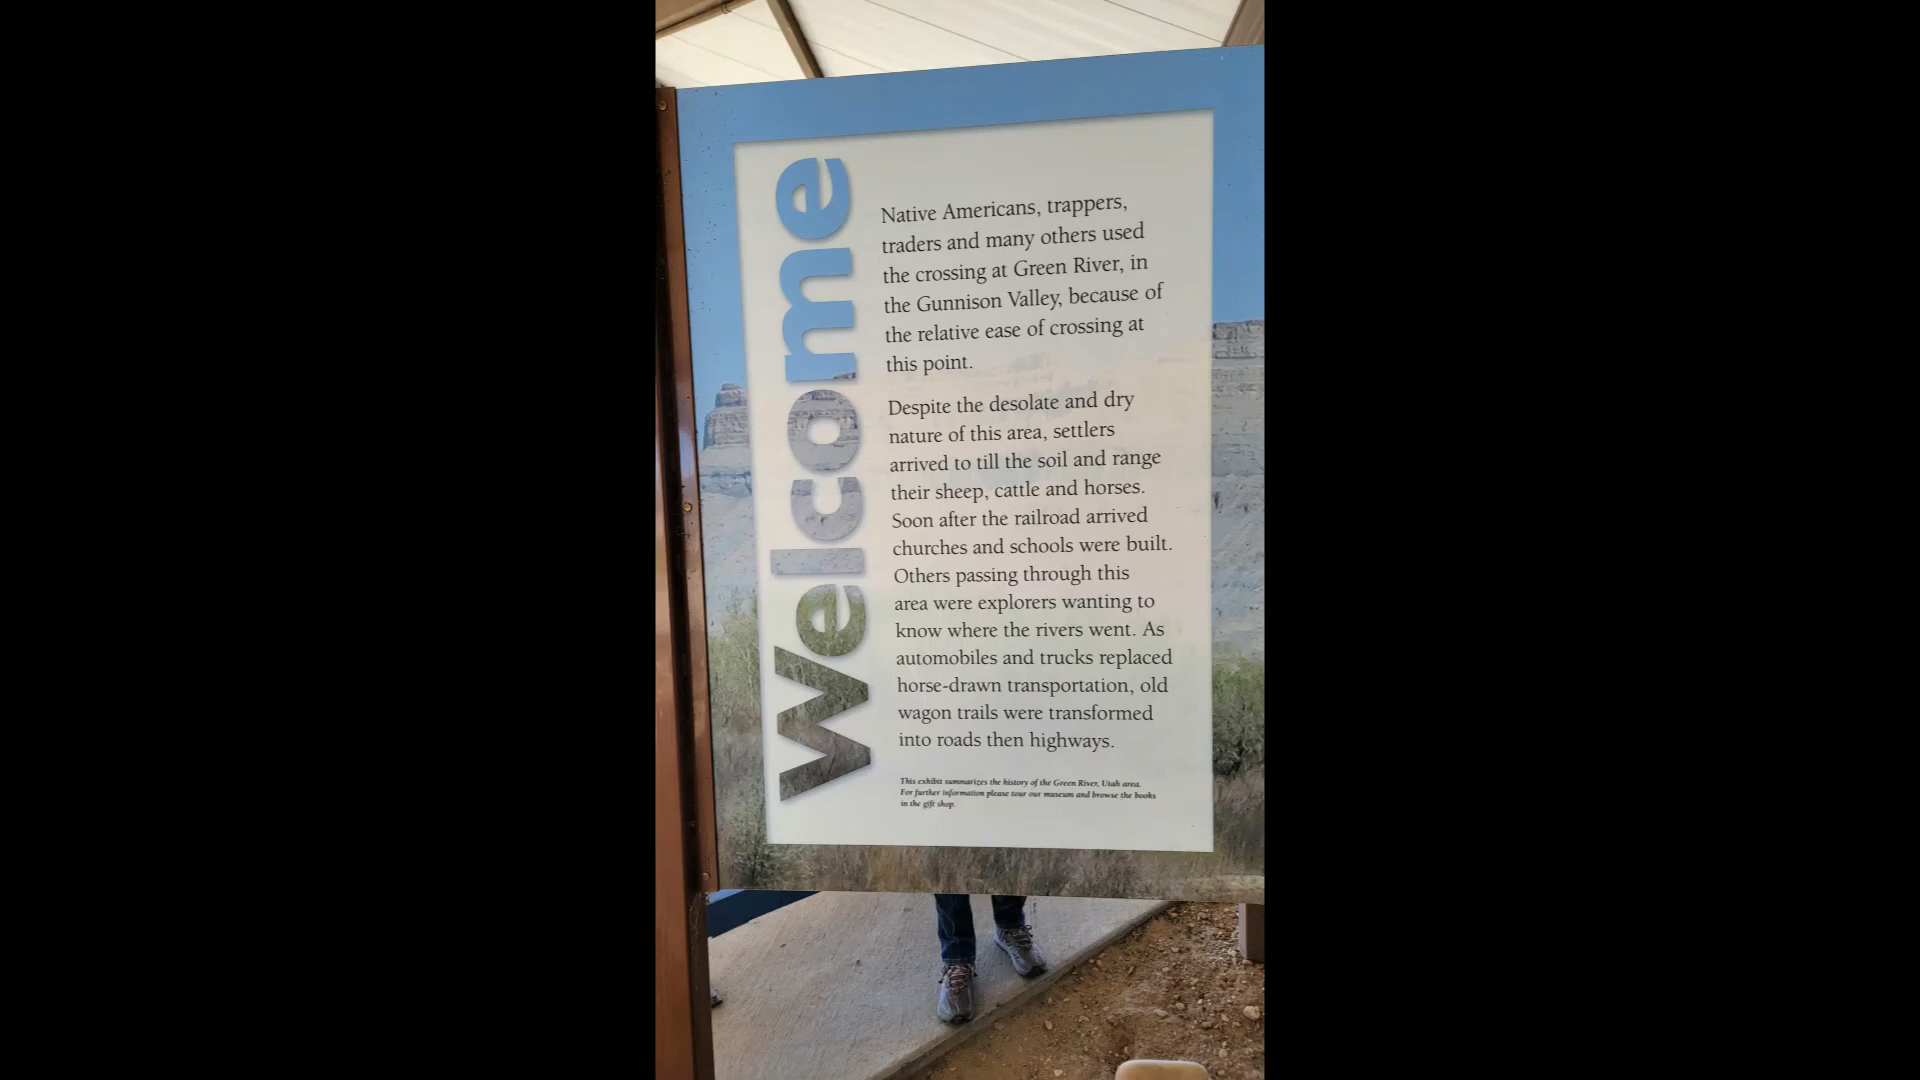 Welcome
Native Americans, trappers,
traders and many others used
the crossing at Green River, in
the Gunnison Valley, because of
the relative ease of crossing at
this point.
Despite the desolate and dry
nature of this area, settlers
arrived to till the soil and range
their sheep, cattle and horses.
Soon after the railroad arrived
churches and schools were built.
Others passing through this
area were explorers wanting to
know where the rivers went. As
automobiles and trucks replaced
horse-drawn transportation, old
wagon trails were transformed
into roads then highways.
This exhibit summarizes the history of the Green River, Utah area.
For further information please tour our museum and browse the books
in the gift shop.